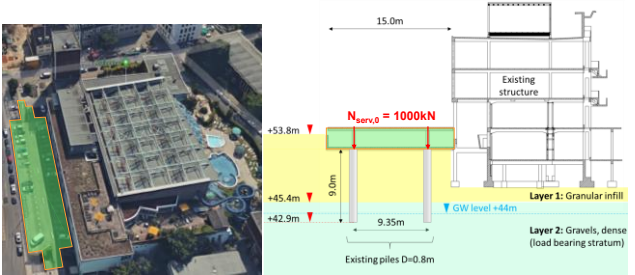 15.0m
Existing
structure
Nserv,0 = 1000kN
+53.8m
9.0m
+45.4m
Layer 1: Granular infill
GW level +44m
+42.9m
9.35m
Layer 2: Gravels, dense
(load bearing stratum)
Existing piles D=0.8m